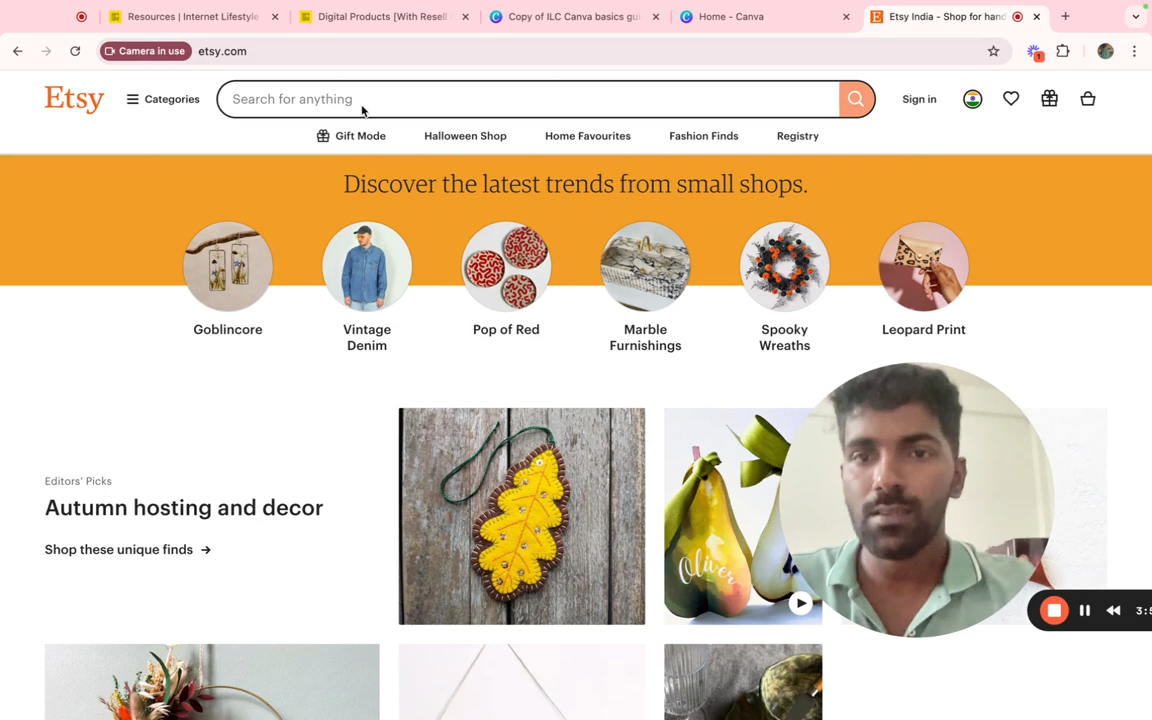 Resources | Internet Lifestyle
Digital Products [With Resell
Copy of ILC Canva basics gui
Home - Canva
Etsy India - Shop for hand
Camera in use
etsy.com
1
Etsy
Categories
Search for anything
Sign in
Gift Mode
Halloween Shop
Home Favourites
Fashion Finds
Registry
Discover the latest trends from small shops.
Goblincore
Vintage
Denim
Pop of Red
Marble
Furnishings
Spooky
Wreaths
Leopard Print
Editors' Picks
Autumn hosting and decor
Shop these unique finds
Oliver